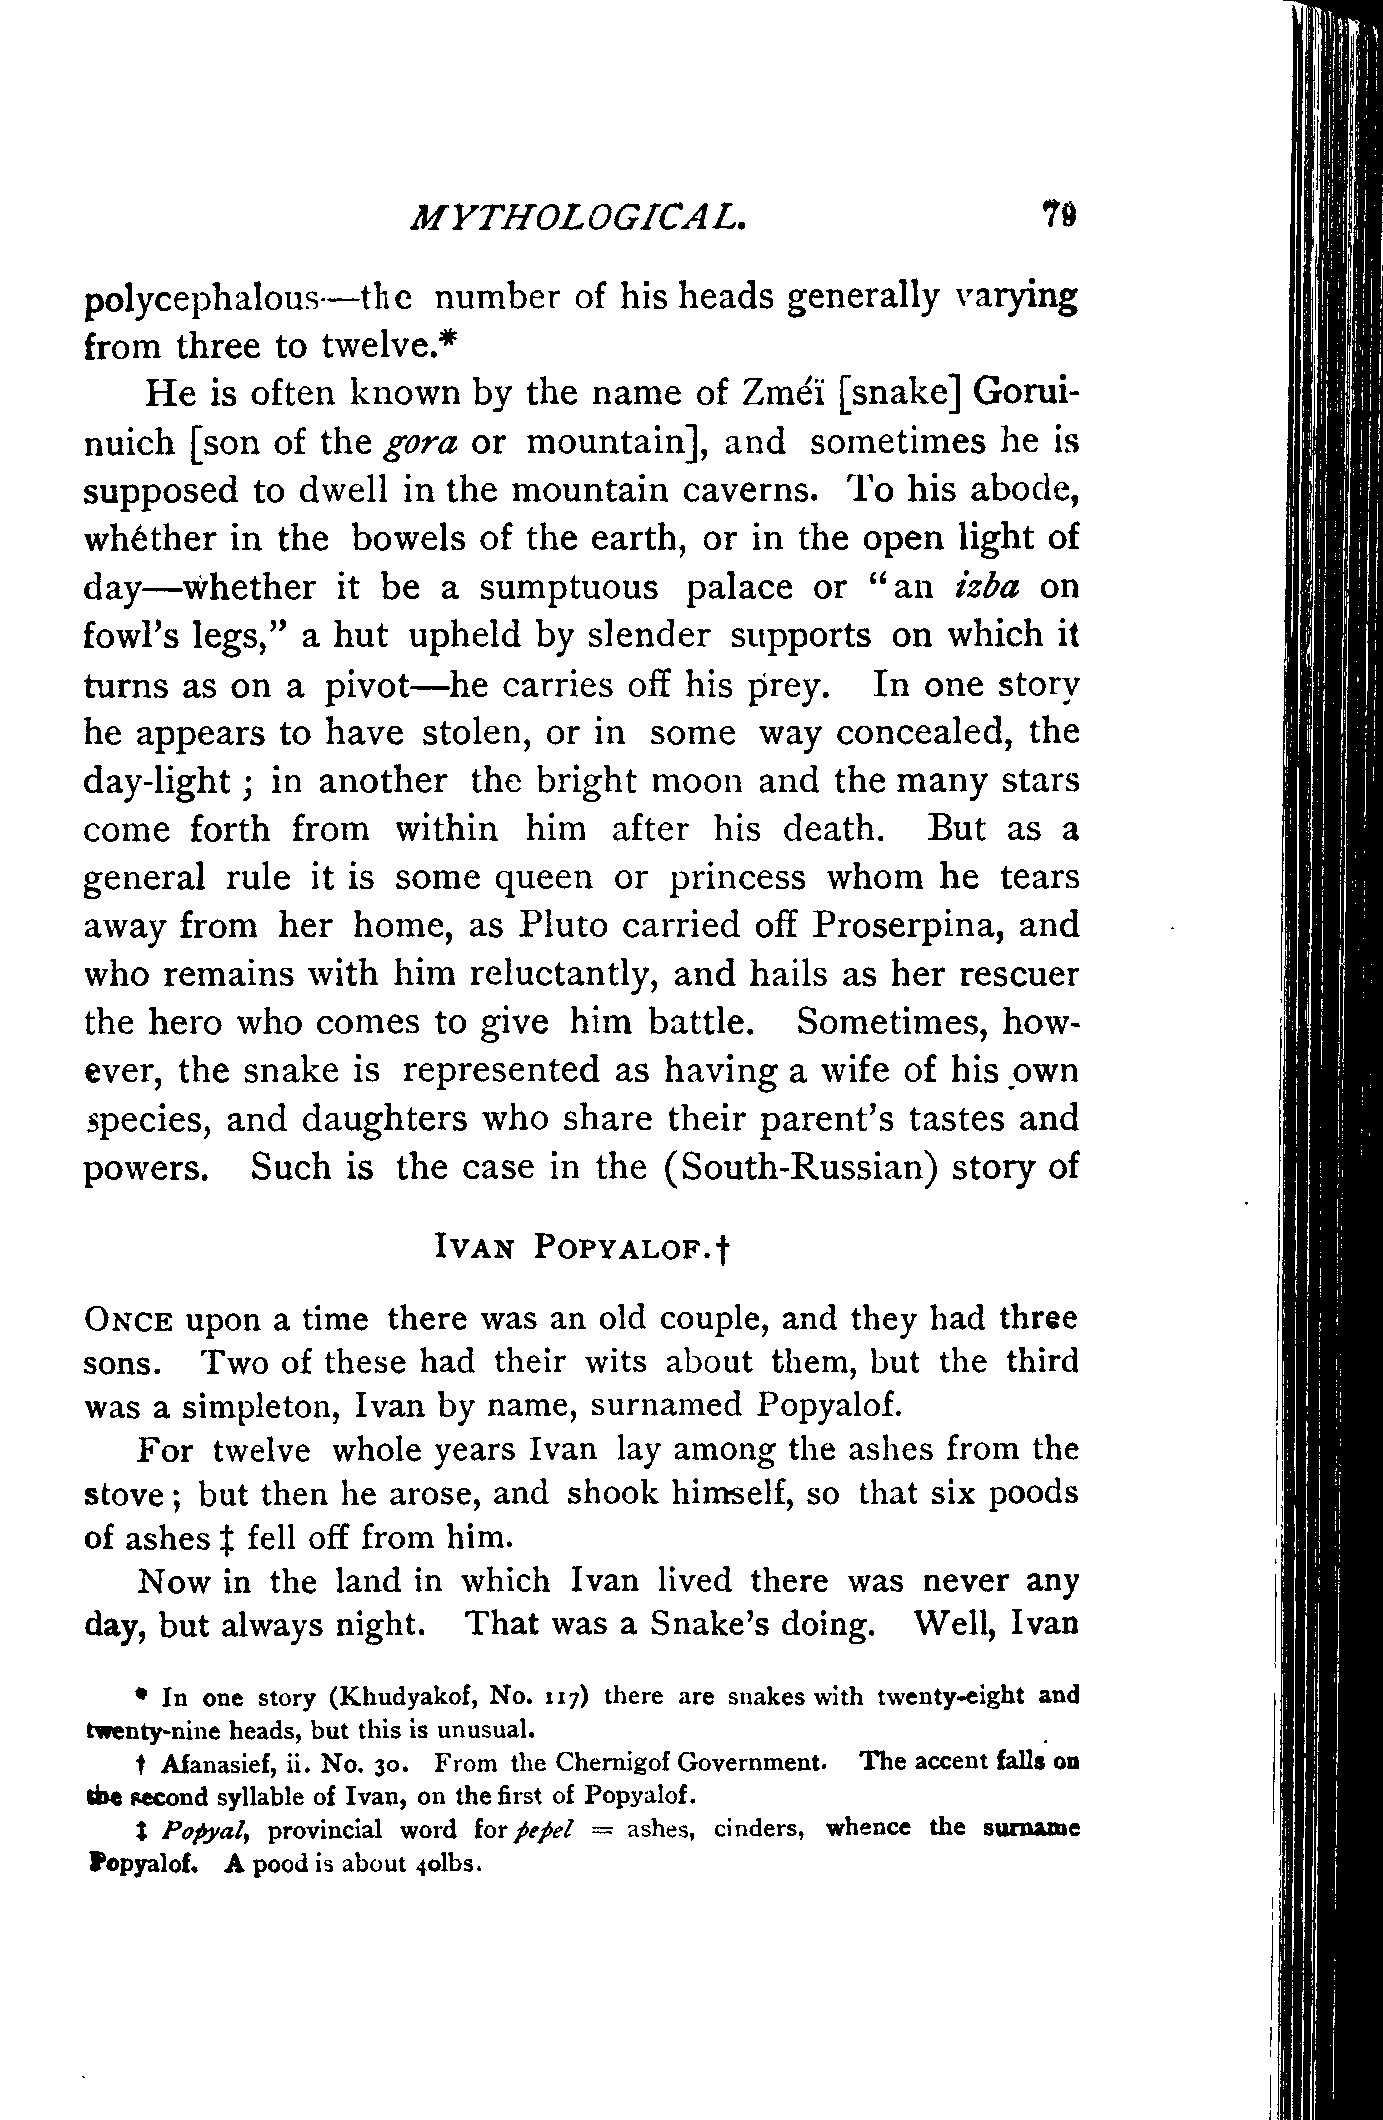 MYTHOLOGICAL. 79
polycephalous—the number of his heads generally varying
from three to twelve.*
He is often known by the name of Zméï [snake] Gorui-
nuich [son of the gora or mountain], and sometimes he is
supposed to dwell in the mountain caverns. To his abode,
whether in the bowels of the earth, or in the open light of
day—whether it be a sumptuous palace or “an izba on
fowl’s legs,” a hut upheld by slender supports on which it
turns as on a pivot—he carries off his prey. In one story
he appears to have stolen, or in some way concealed, the
day-light ; in another the bright moon and the many stars
come forth from within him after his death. But as a
general rule it is some queen or princess whom he tears
away from her home, as Pluto carried off Proserpina, and
who remains with him reluctantly, and hails as her rescuer
the hero who comes to give him battle. Sometimes, how-
ever, the snake is represented as having a wife of his own
species, and daughters who share their parent’s tastes and
powers. Such is the case in the (South-Russian) story of
IVAN POPYALOF.†
ONCE upon a time there was an old couple, and they had three
sons. Two of these had their wits about them, but the third
was a simpleton, Ivan by name, surnamed Popyalof.
For twelve whole years Ivan lay among the ashes from the
stove ; but then he arose, and shook himself, so that six poods
of ashes ‡ fell off from him.
Now in the land in which Ivan lived there was never any
day, but always night. That was a Snake’s doing. Well, Ivan
* In one story (Khudyakof, No. 117) there are snakes with twenty-eight and
twenty-nine heads, but this is unusual.
† Afanasief, ii. No. 30. From the Chernigof Government. The accent falls on
the second syllable of Ivan, on the first of Popyalof.
‡ Popyal, provincial word for pepel = ashes, cinders, whence the surname
Popyalof. A pood is about 40lbs.